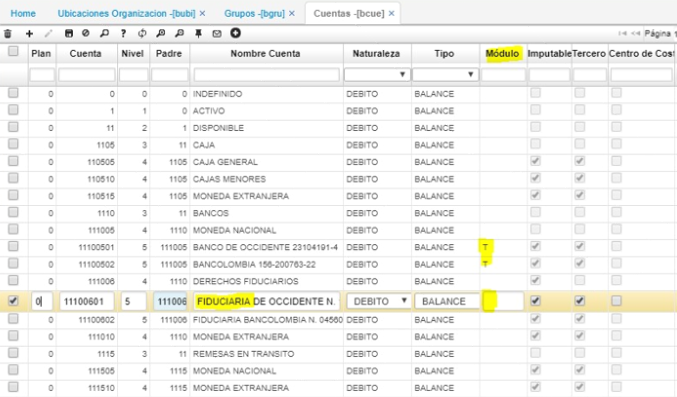 Home Ubicaciones Organizacion -[bubi] × Grupos -[bgru] × Cuentas -[bcue] ×
Página 1
Plan Cuenta Nivel Padre Nombre Cuenta Naturaleza Tipo Módulo Imputable Tercero Centro de Cost
0 0 0 INDEFINIDO DEBITO BALANCE
0 1 1 0 ACTIVO DEBITO BALANCE
0 11 2 1 DISPONIBLE DEBITO BALANCE
0 1105 3 11 CAJA DEBITO BALANCE
0 110505 4 1105 CAJA GENERAL DEBITO BALANCE
0 110510 4 1105 CAJAS MENORES DEBITO BALANCE
0 110515 4 1105 MONEDA EXTRANJERA DEBITO BALANCE
0 1110 3 11 BANCOS DEBITO BALANCE
0 111005 4 1110 MONEDA NACIONAL DEBITO BALANCE
0 11100501 5 111005 BANCO DE OCCIDENTE 23104191-4 DEBITO BALANCE T
0 11100502 5 111005 BANCOLOMBIA 156-200763-22 DEBITO BALANCE T
0 111006 4 1110 DERECHOS FIDUCIARIOS DEBITO BALANCE
0 11100601 5 111006 FIDUCIARIA DE OCCIDENTE N. DEBITO BALANCE
0 11100602 5 111006 FIDUCIARIA BANCOLOMBIA N. 04560 DEBITO BALANCE
0 111010 4 1110 MONEDA EXTRANJERA DEBITO BALANCE
0 1115 3 11 REMESAS EN TRANSITO DEBITO BALANCE
0 111505 4 1115 MONEDA NACIONAL DEBITO BALANCE
0 111510 4 1115 MONEDA EXTRANJERA DEBITO BALANCE